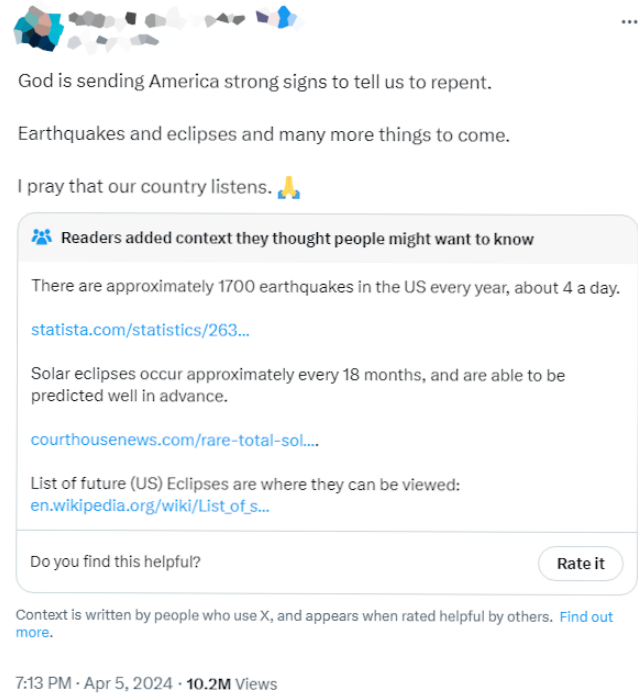 God is sending America strong signs to tell us to repent.
Earthquakes and eclipses and many more things to come.
I pray that our country listens. 🙏
Readers added context they thought people might want to know
There are approximately 1700 earthquakes in the US every year, about 4 a day.
statista.com/statistics/263...
Solar eclipses occur approximately every 18 months, and are able to be
predicted well in advance.
courthousenews.com/rare-total-sol....
List of future (US) Eclipses are where they can be viewed:
en.wikipedia.org/wiki/List_of_s...
Do you find this helpful?
Rate it
Context is written by people who use X, and appears when rated helpful by others. Find out
more.
7:13 PM · Apr 5, 2024 · 10.2M Views